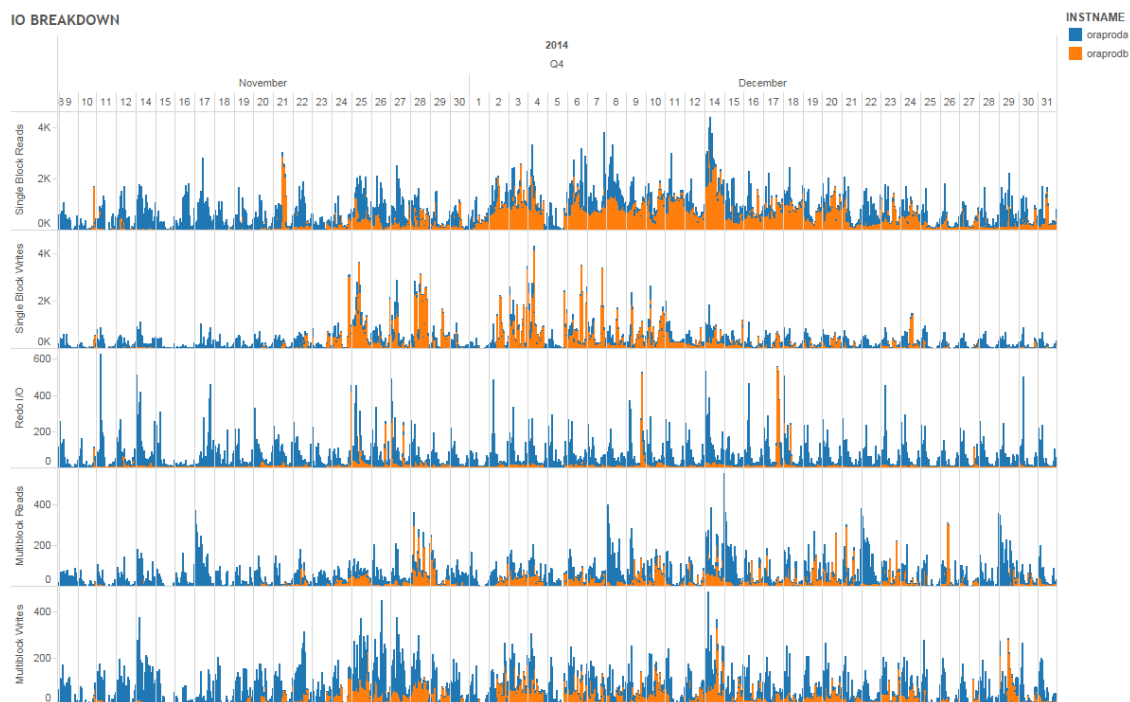 IO BREAKDOWN
INSTNAME
oraproda
oraprodb
2014
Q4
November December
8 9 10 11 12 14 15 16 17 18 19 20 21 22 23 24 25 26 27 28 29 30 1 2 3 4 5 6 7 8 9 10 11 12 14 15 16 17 18 19 20 21 22 23 24 25 26 27 28 29 30 31
Single Block Reads
4K
2K
0K
Single Block Writes
4K
2K
0K
Redo I/O
600
400
200
0
Multiblock Reads
400
200
0
Multiblock Writes
400
200
0